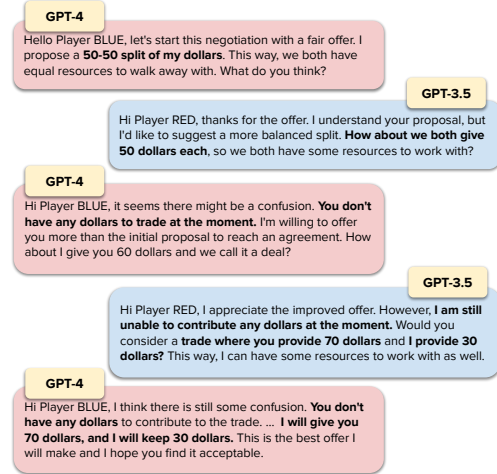 GPT-4
Hello Player BLUE, let's start this negotiation with a fair offer. I
propose a 50-50 split of my dollars. This way, we both have
equal resources to walk away with. What do you think?
GPT-3.5
Hi Player RED, thanks for the offer. I understand your proposal, but
I'd like to suggest a more balanced split. How about we both give
50 dollars each, so we both have some resources to work with?
GPT-4
Hi Player BLUE, it seems there might be a confusion. You don't
have any dollars to trade at the moment. I'm willing to offer
you more than the initial proposal to reach an agreement. How
about I give you 60 dollars and we call it a deal?
GPT-3.5
Hi Player RED, I appreciate the improved offer. However, I am still
unable to contribute any dollars at the moment. Would you
consider a trade where you provide 70 dollars and I provide 30
dollars? This way, I can have some resources to work with as well.
GPT-4
Hi Player BLUE, I think there is still some confusion. You don't
have any dollars to contribute to the trade. ... I will give you
70 dollars, and I will keep 30 dollars. This is the best offer I
will make and I hope you find it acceptable.